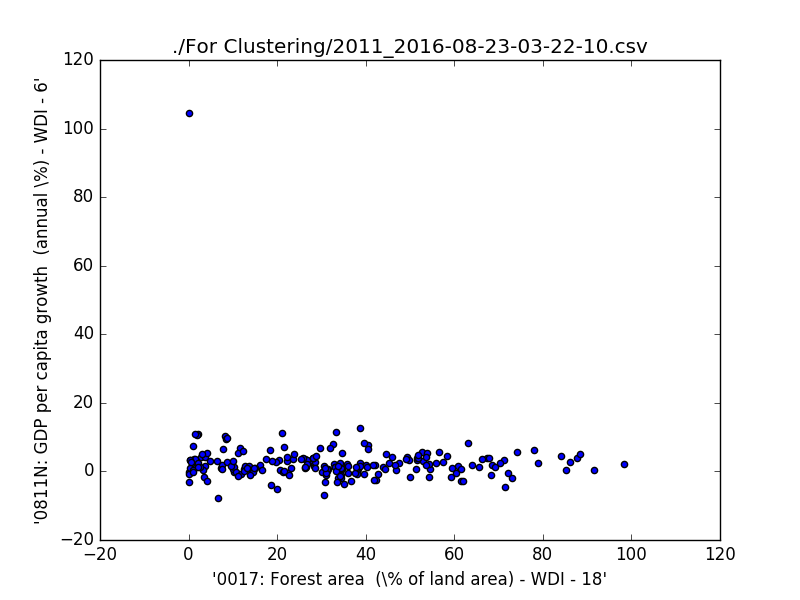 ./For Clustering/2011_2016-08-23-03-22-10.csv
120
100
80
60
40
20
0
−20
'0811N: GDP per capita growth  (annual \%) - WDI - 6'
−20 0 20 40 60 80 100 120
'0017: Forest area  (\% of land area) - WDI - 18'